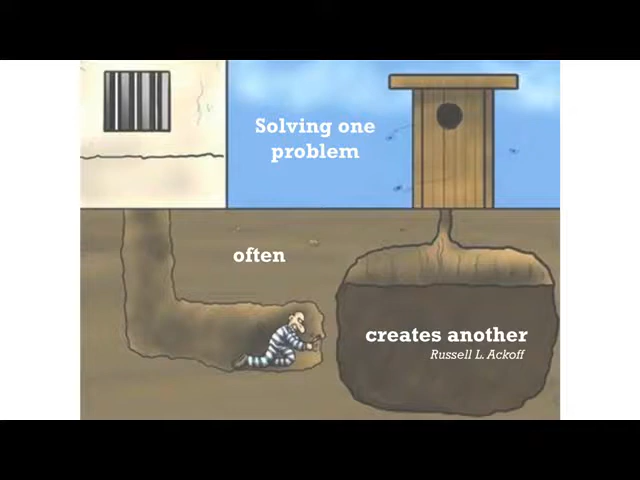 Solving one
problem
often
creates another
Russell L. Ackoff